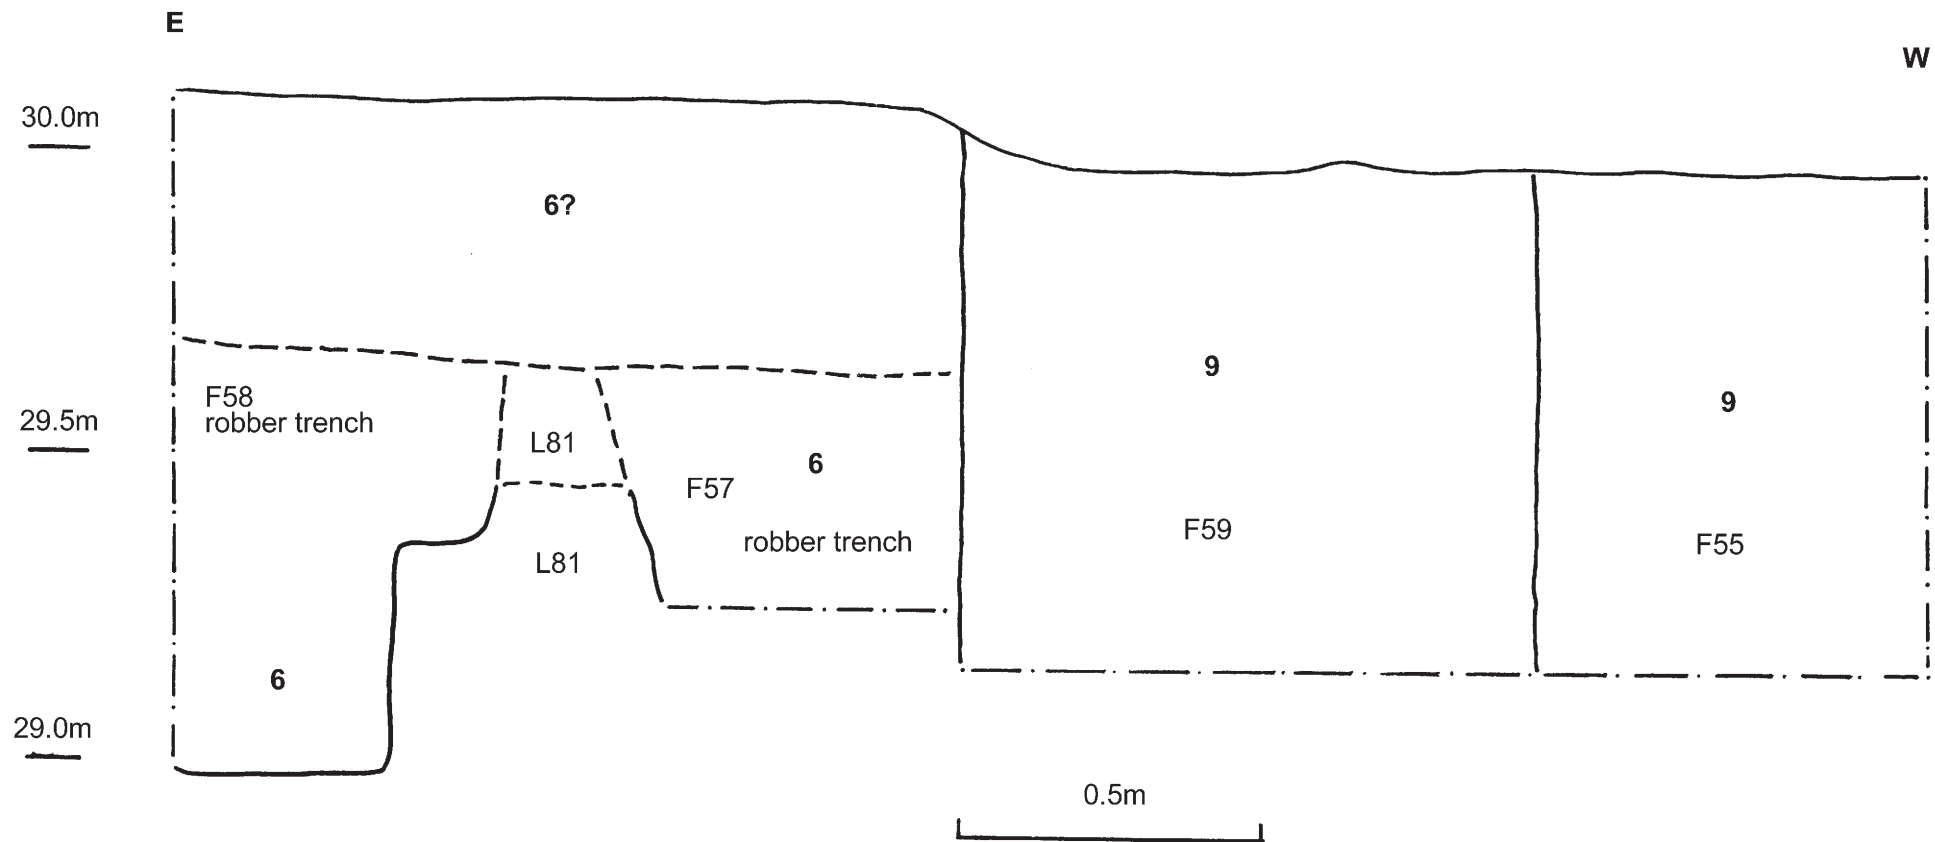 E
W
30.0m
6?
9
F58
robber trench
29.5m
L81
6
9
F57
F59
F55
robber trench
L81
6
29.0m
0.5m